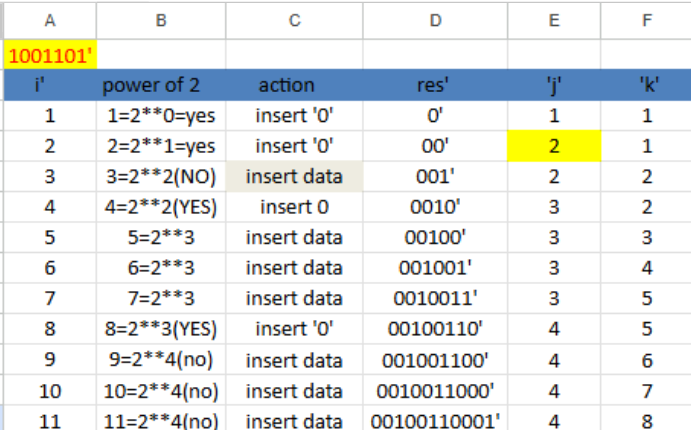 A B C D E F
1001101'
i' power of 2 action res' 'j' 'k'
1 1=2**0=yes insert '0' 0' 1 1
2 2=2**1=yes insert '0' 00' 2 1
3 3=2**2(NO) insert data 001' 2 2
4 4=2**2(YES) insert 0 0010' 3 2
5 5=2**3 insert data 00100' 3 3
6 6=2**3 insert data 001001' 3 4
7 7=2**3 insert data 0010011' 3 5
8 8=2**3(YES) insert '0' 00100110' 4 5
9 9=2**4(no) insert data 001001100' 4 6
10 10=2**4(no) insert data 0010011000' 4 7
11 11=2**4(no) insert data 00100110001' 4 8